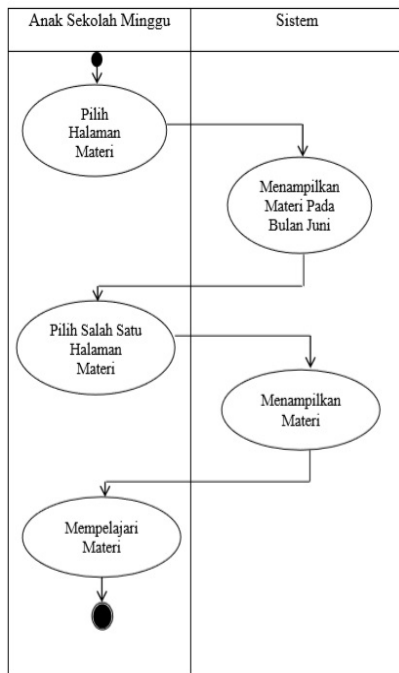 Anak Sekolah Minggu
Sistem
Pilih
Halaman
Materi
Menampilkan
Materi Pada
Bulan Juni
Pilih Salah Satu
Halaman
Materi
Menampilkan
Materi
Mempelajari
Materi